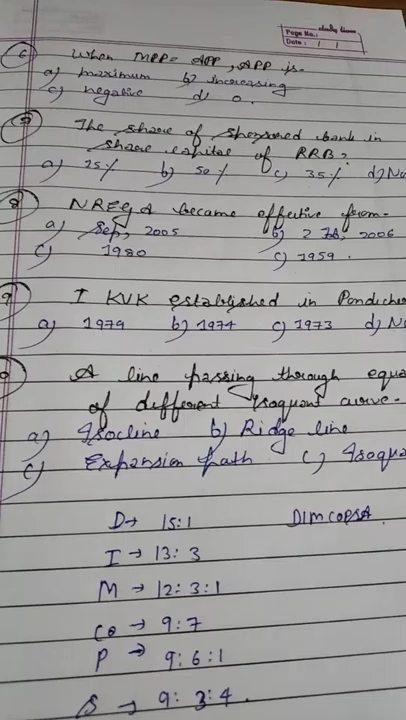 Page No.:
Date: / /
6 When MPP= APP, APP is-
a) maximum b) increasing
c) negative d) 0.
The share of sponsored bank in
share capital of RRB?
a) 25% b) 50% c) 35% d) No
8 NREGA became effective from-
a) Sep, 2005 b) 2 Feb, 2006
c) 1980 c) 1959.
9 I KVK established in Pondiche
a) 1979 b) 1974 c) 1973 d) N
A line passing through equa
of different Isoquant curve-
a) Isocline b) Ridge line
c) Expansion path c) Isoqua
D→ 15:1 DIMCOPSA
I → 13:3
M → 12:3:1
Co → 9:7
P → 9:6:1
S → 9:3:4.